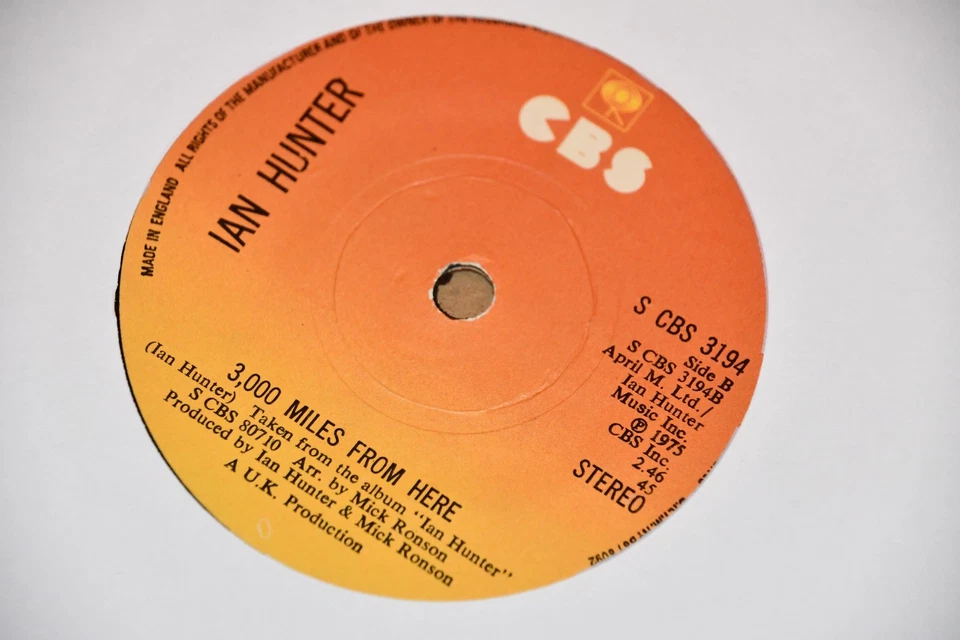 MADE IN ENGLAND ALL RIGHTS OF THE MANUFACTURER AND OF THE OWNER OF THE
IAN HUNTER
CBS
S CBS 3194
Side B
S CBS 3194B
April M. Ltd./
Ian Hunter
Music Inc.
℗ 1975
CBS Inc.
2.46
45
STEREO
3,000 MILES FROM HERE
(Ian Hunter) Taken from the album "Ian Hunter"
S CBS 80710 Arr. by Mick Ronson
Produced by Ian Hunter & Mick Ronson
A U.K. Production